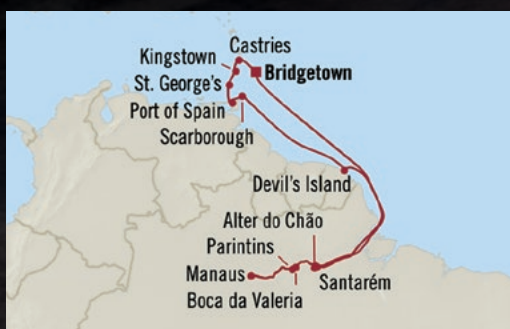 Castries
Kingstown
Bridgetown
St. George's
Port of Spain
Scarborough
Devil's Island
Alter do Chão
Parintins
Manaus
Santarém
Boca da Valeria